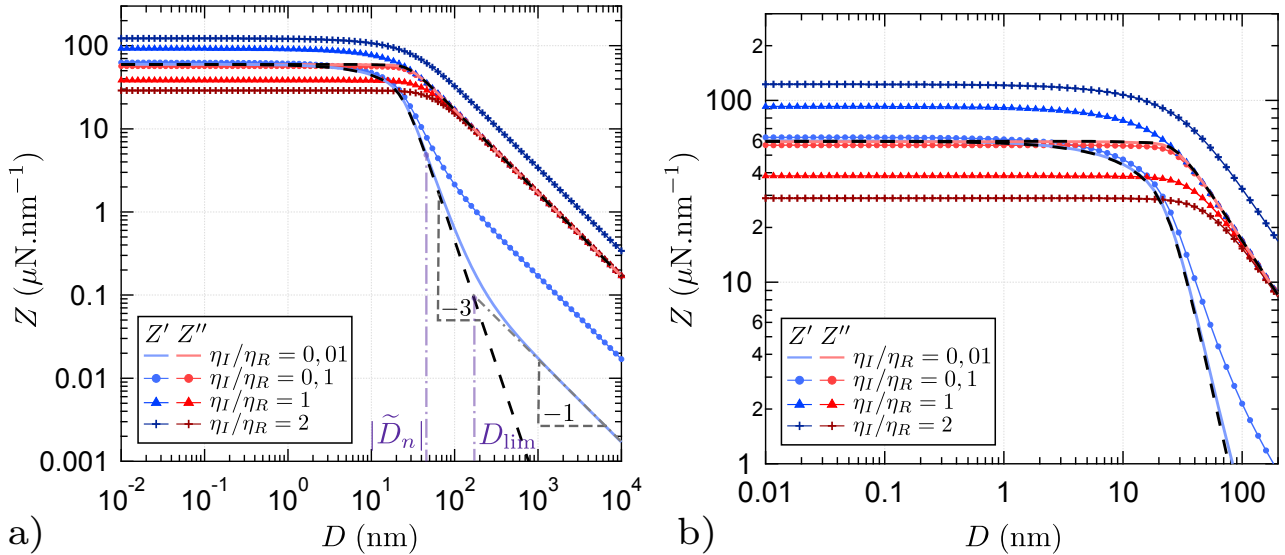 100
10
1
0.1
0.01
0.001
Z (μN.nm⁻¹)
−3
−1
Z′ Z″
η_I/η_R = 0,01
η_I/η_R = 0,1
η_I/η_R = 1
η_I/η_R = 2
|D̃_n|
D_lim
10⁻² 10⁻¹ 10⁰ 10¹ 10² 10³ 10⁴
D (nm)
a)
2
100
6
4
2
10
6
4
2
1
Z (μN.nm⁻¹)
Z′ Z″
η_I/η_R = 0,01
η_I/η_R = 0,1
η_I/η_R = 1
η_I/η_R = 2
0.01 0.1 1 10 100
D (nm)
b)